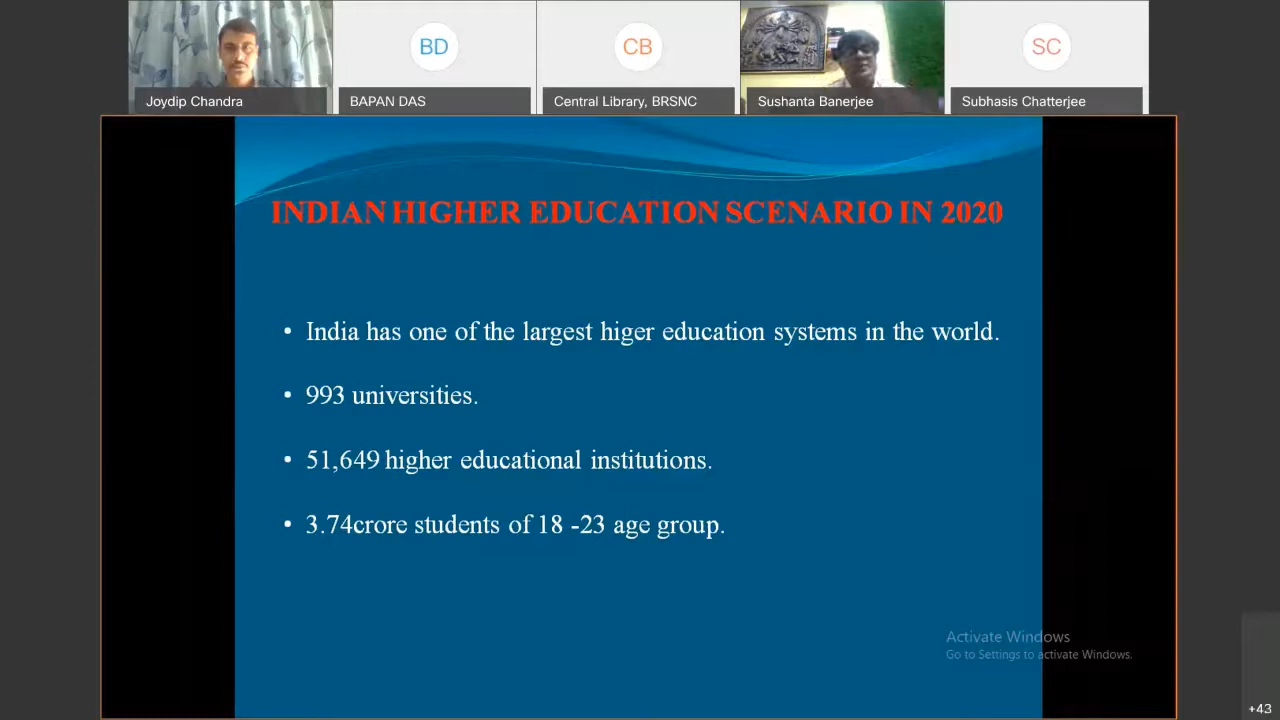 BD
CB
SC
Joydip Chandra
BAPAN DAS
Central Library, BRSNC
Sushanta Banerjee
Subhasis Chatterjee
INDIAN HIGHER EDUCATION SCENARIO IN 2020
• India has one of the largest higer education systems in the world.
• 993 universities.
• 51,649 higher educational institutions.
• 3.74crore students of 18 -23 age group.
Activate Windows
Go to Settings to activate Windows.
+43